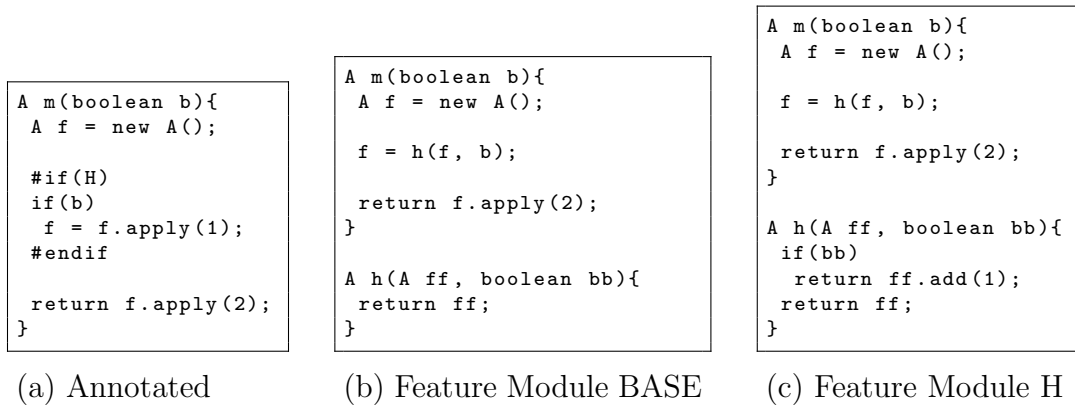 A m(boolean b){
 A f = new A();
 #if(H)
 if(b)
  f = f.apply(1);
 #endif
 return f.apply(2);
}
(a) Annotated
A m(boolean b){
 A f = new A();
 f = h(f, b);
 return f.apply(2);
}
A h(A ff, boolean bb){
 return ff;
}
(b) Feature Module BASE
A m(boolean b){
 A f = new A();
 f = h(f, b);
 return f.apply(2);
}
A h(A ff, boolean bb){
 if(bb)
  return ff.add(1);
 return ff;
}
(c) Feature Module H